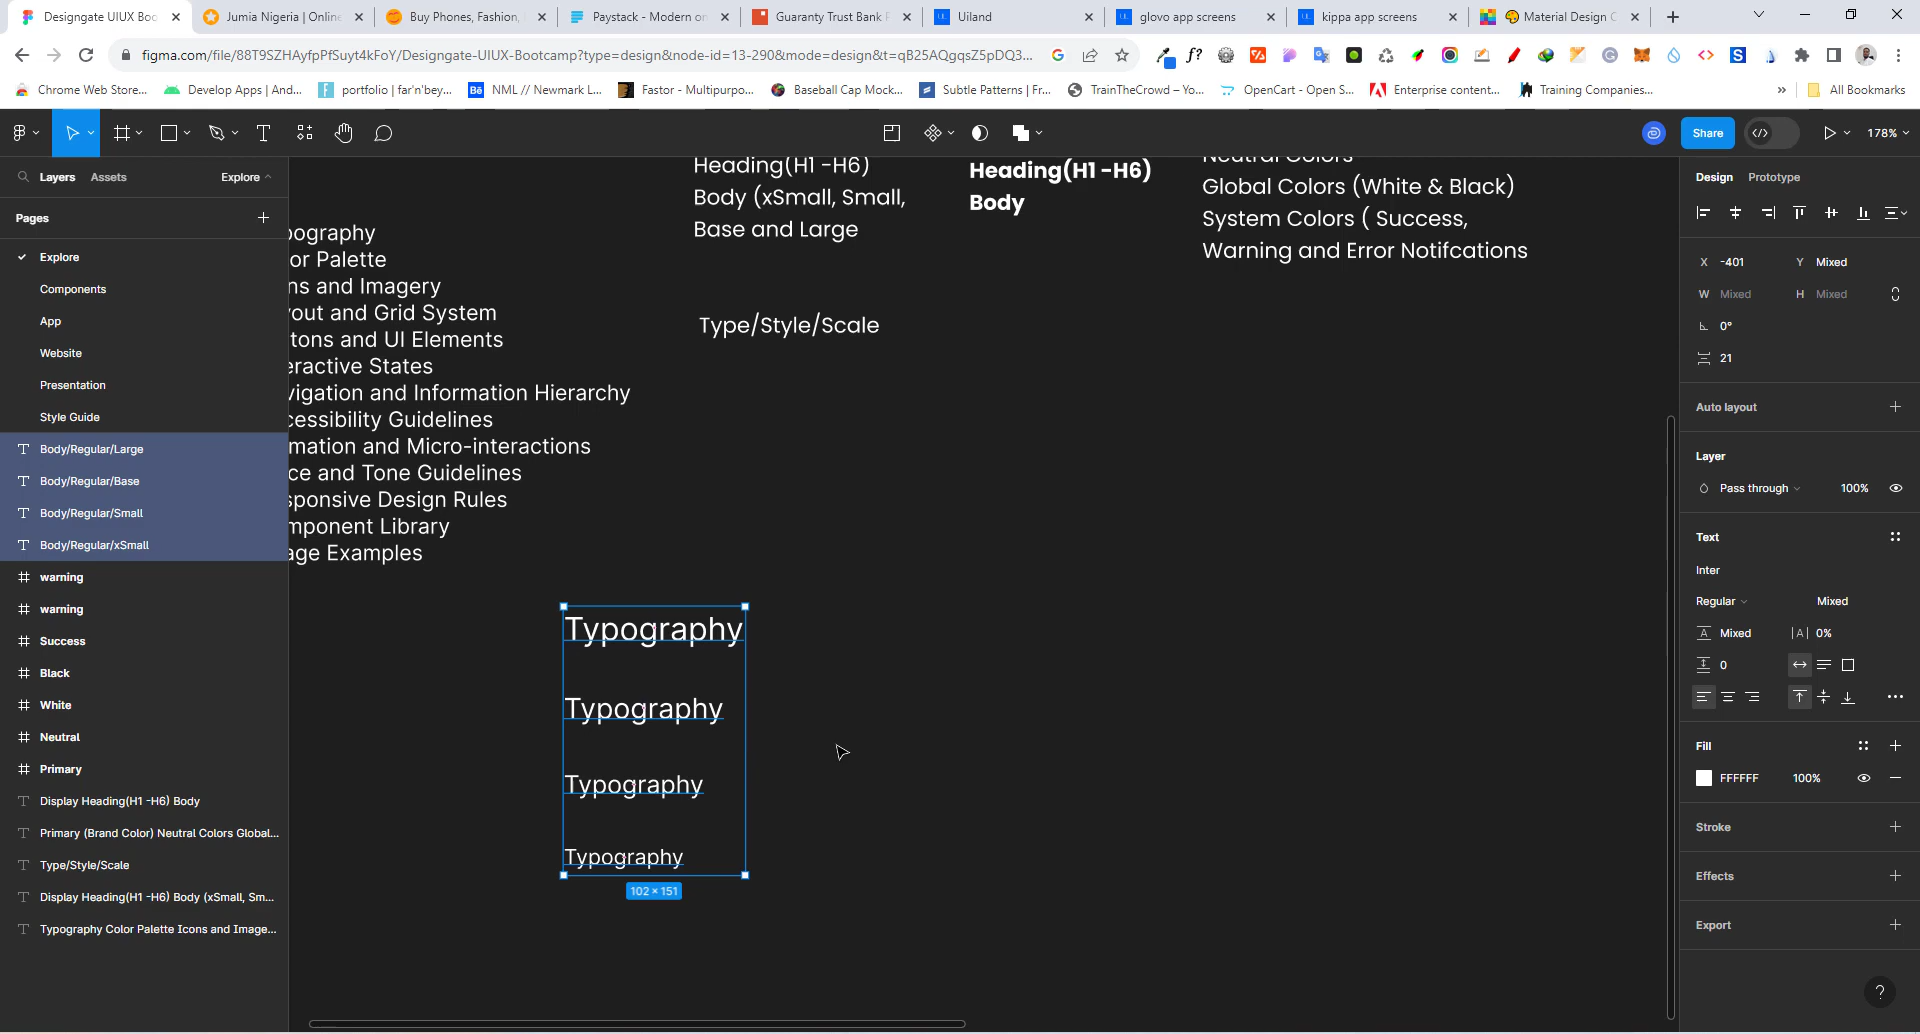 Designgate UIUX Boo
Jumia Nigeria | Online
Buy Phones, Fashion,
Paystack - Modern on
Guaranty Trust Bank P
Uiland
glovo app screens
kippa app screens
Material Design C
figma.com/file/88T9SZHAyfpPfSuyt4kFoY/Designgate-UIUX-Bootcamp?type=design&node-id=13-290&mode=design&t=qB25AQgqsZ5pDQ3...
Chrome Web Store...
Develop Apps | And...
portfolio | far'n'bey...
NML // Newmark L...
Fastor - Multipurpo...
Baseball Cap Mock...
Subtle Patterns | Fr...
TrainTheCrowd – Yo...
OpenCart - Open S...
Enterprise content...
Training Companies...
All Bookmarks
Share
178%
Layers
Assets
Explore
Pages
Explore
Components
App
Website
Presentation
Style Guide
Body/Regular/Large
Body/Regular/Base
Body/Regular/Small
Body/Regular/xSmall
warning
warning
Success
Black
White
Neutral
Primary
Display Heading(H1 -H6) Body
Primary (Brand Color) Neutral Colors Global...
Type/Style/Scale
Display Heading(H1 -H6) Body (xSmall, Sm...
Typography Color Palette Icons and Image...
Heading(H1 -H6)
Body (xSmall, Small,
Base and Large
Heading(H1 -H6)
Body
Neutral Colors
Global Colors (White & Black)
System Colors ( Success,
Warning and Error Notifcations
pography
or Palette
ns and Imagery
yout and Grid System
tons and UI Elements
eractive States
vigation and Information Hierarchy
cessibility Guidelines
mation and Micro-interactions
ce and Tone Guidelines
sponsive Design Rules
mponent Library
age Examples
Type/Style/Scale
Typography
Typography
Typography
Typography
102 × 151
Design
Prototype
X -401
Y Mixed
W Mixed
H Mixed
0°
21
Auto layout
Layer
Pass through
100%
Text
Inter
Regular
Mixed
Mixed
0%
0
Fill
FFFFFF
100%
Stroke
Effects
Export
?